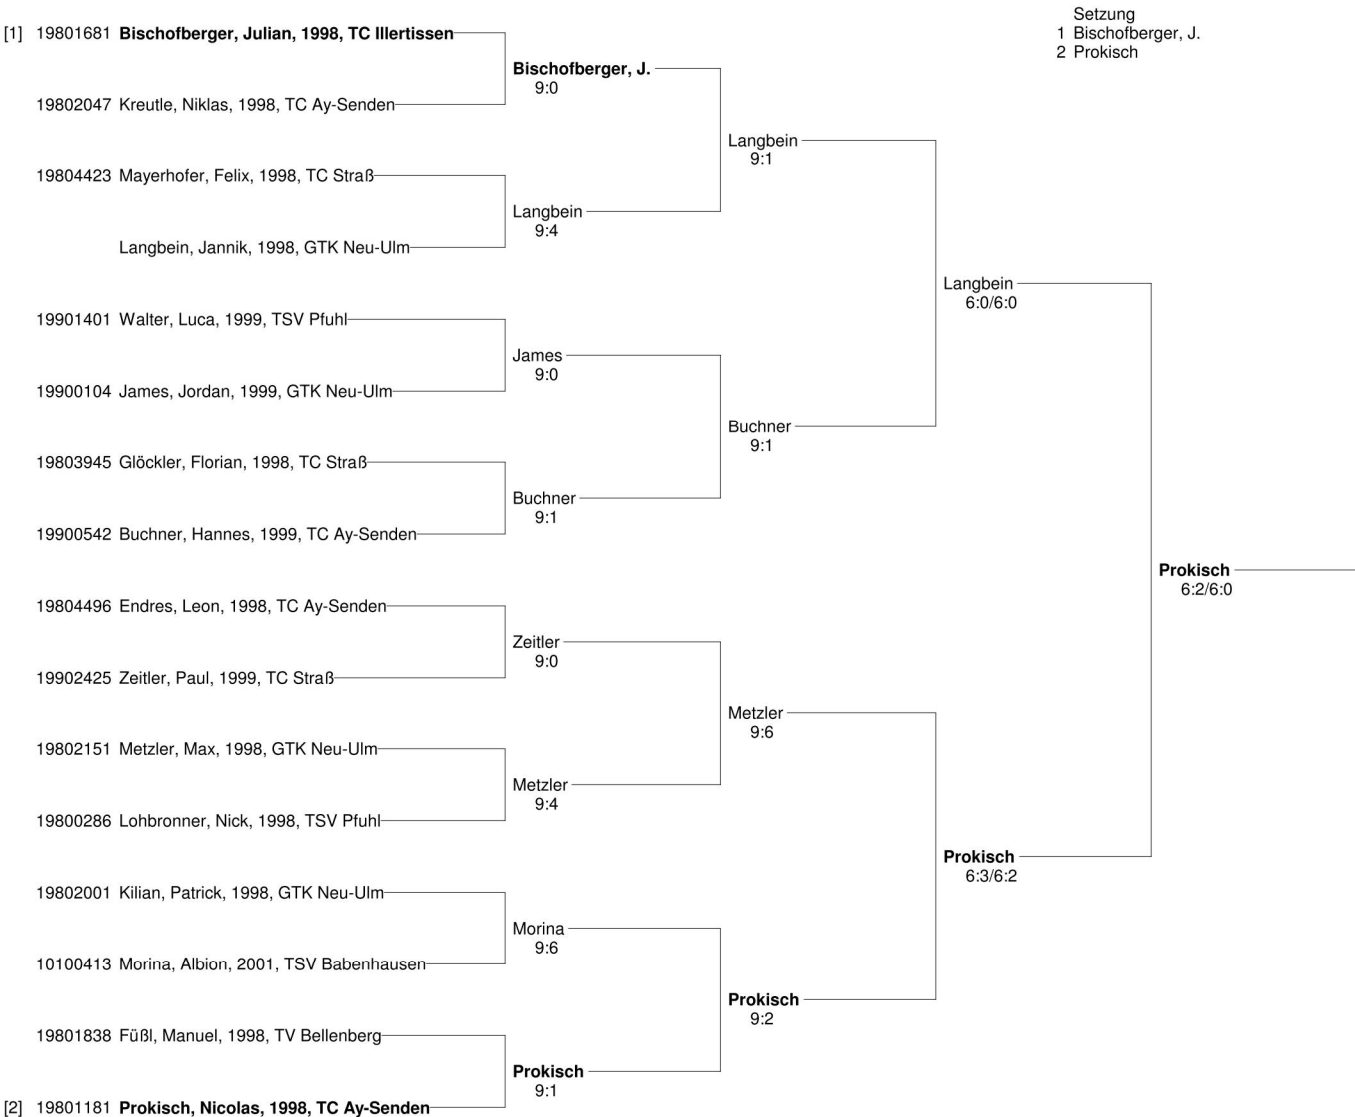 Setzung
1 Bischofberger, J.
2 Prokisch
[1] 19801681 Bischofberger, Julian, 1998, TC Illertissen
Bischofberger, J.
9:0
19802047 Kreutle, Niklas, 1998, TC Ay-Senden
Langbein
9:1
19804423 Mayerhofer, Felix, 1998, TC Straß
Langbein
9:4
Langbein, Jannik, 1998, GTK Neu-Ulm
Langbein
6:0/6:0
19901401 Walter, Luca, 1999, TSV Pfuhl
James
9:0
19900104 James, Jordan, 1999, GTK Neu-Ulm
Buchner
9:1
19803945 Glöckler, Florian, 1998, TC Straß
Buchner
9:1
19900542 Buchner, Hannes, 1999, TC Ay-Senden
Prokisch
6:2/6:0
19804496 Endres, Leon, 1998, TC Ay-Senden
Zeitler
9:0
19902425 Zeitler, Paul, 1999, TC Straß
Metzler
9:6
19802151 Metzler, Max, 1998, GTK Neu-Ulm
Metzler
9:4
19800286 Lohbronner, Nick, 1998, TSV Pfuhl
Prokisch
6:3/6:2
19802001 Kilian, Patrick, 1998, GTK Neu-Ulm
Morina
9:6
10100413 Morina, Albion, 2001, TSV Babenhausen
Prokisch
9:2
19801838 Füßl, Manuel, 1998, TV Bellenberg
Prokisch
9:1
[2] 19801181 Prokisch, Nicolas, 1998, TC Ay-Senden